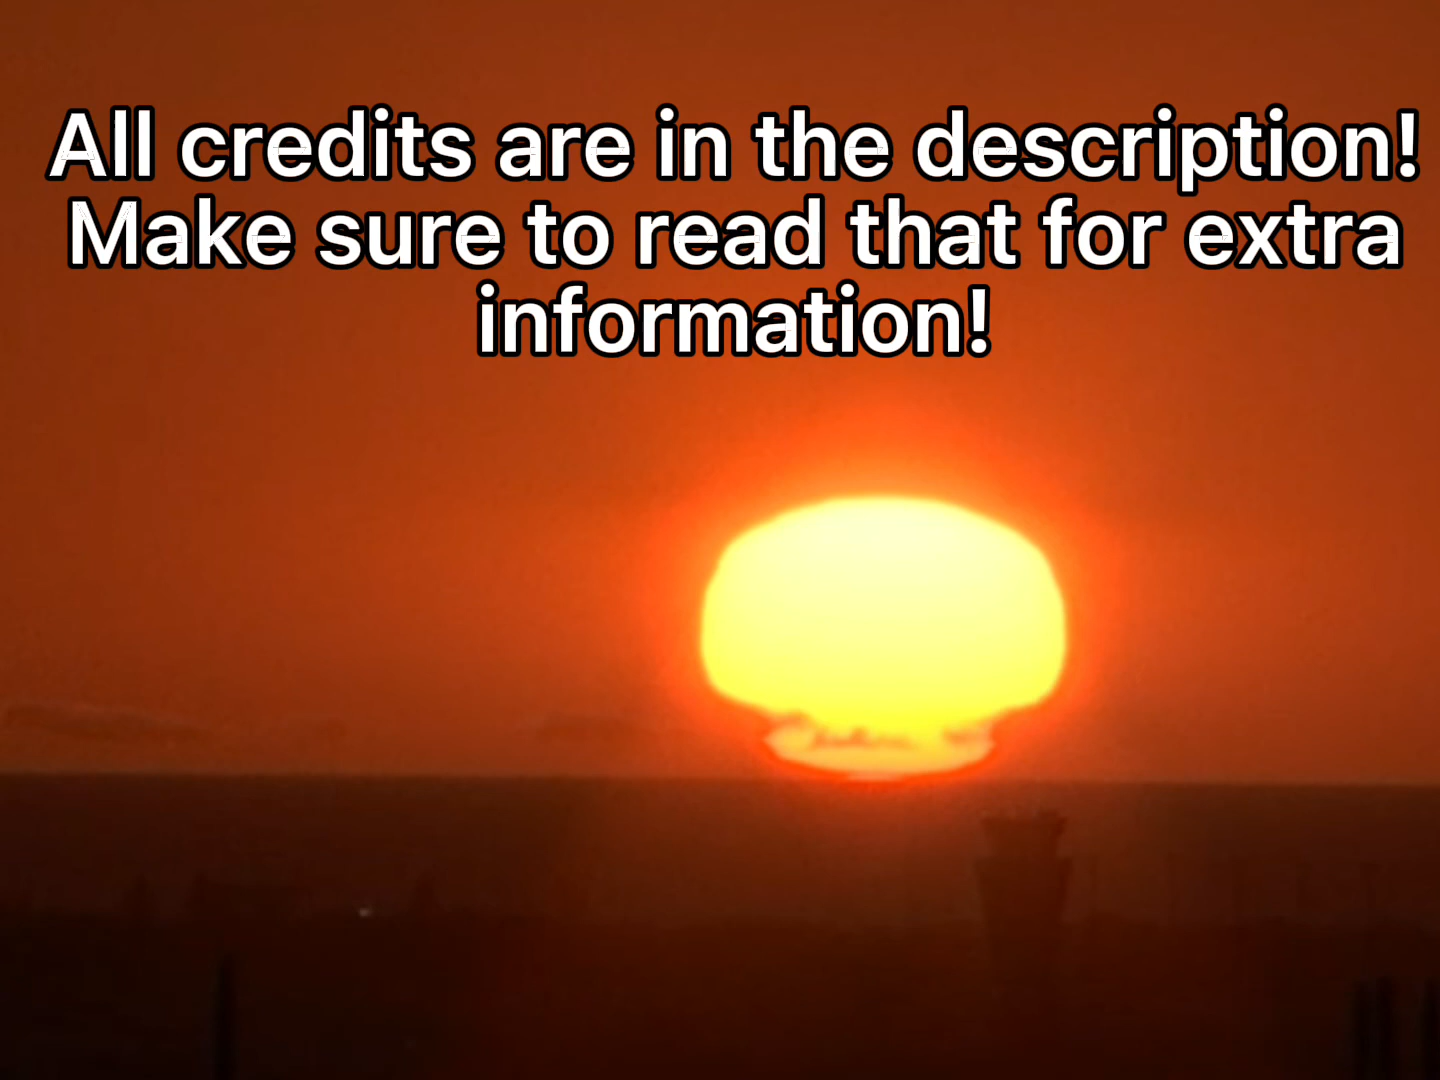 All credits are in the description!
Make sure to read that for extra
information!